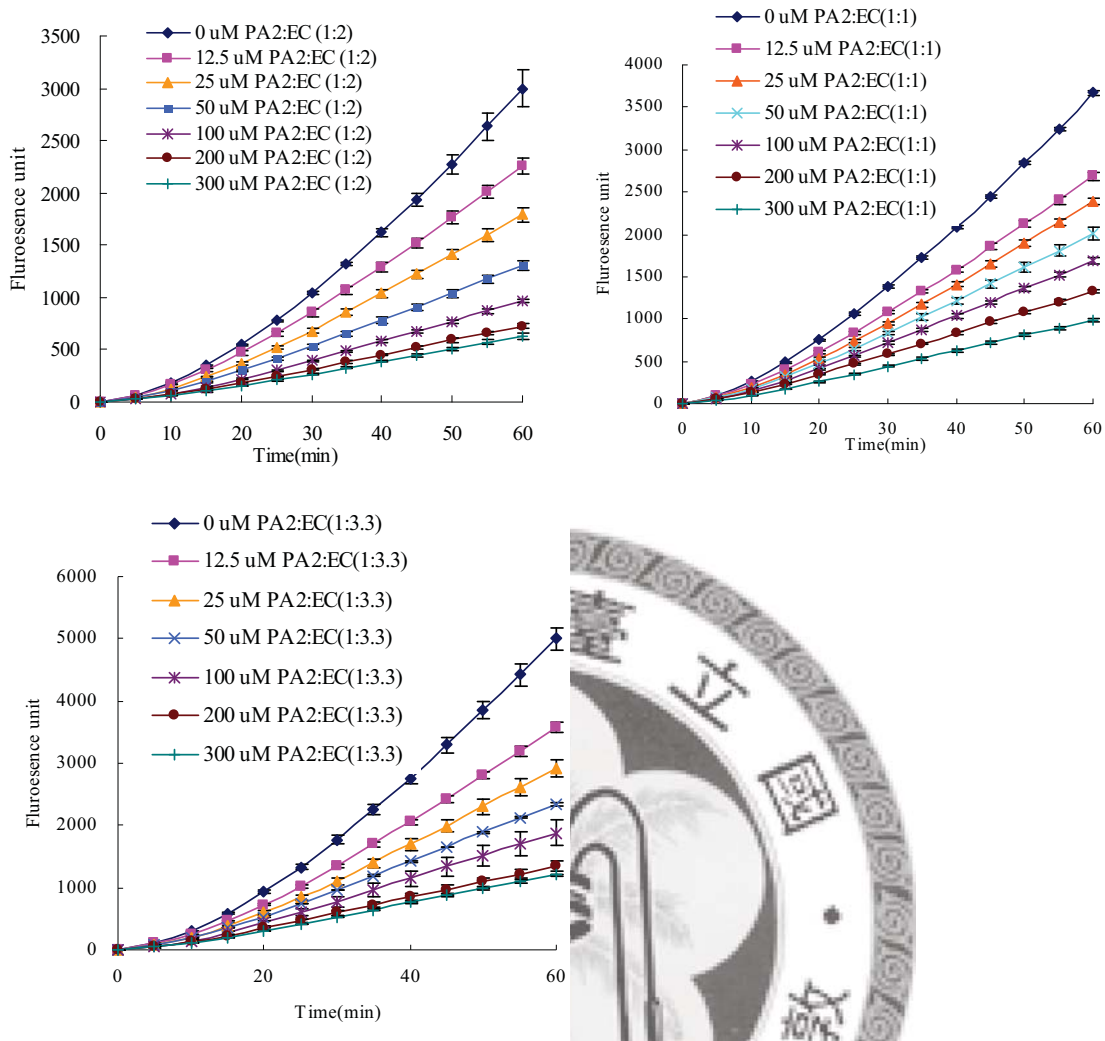 0 uM PA2:EC (1:2)
12.5 uM PA2:EC (1:2)
25 uM PA2:EC (1:2)
50 uM PA2:EC (1:2)
100 uM PA2:EC (1:2)
200 uM PA2:EC (1:2)
300 uM PA2:EC (1:2)
3500
3000
2500
2000
1500
1000
500
0
Fluroesence unit
0 10 20 30 40 50 60
Time(min)
0 uM PA2:EC(1:1)
12.5 uM PA2:EC(1:1)
25 uM PA2:EC(1:1)
50 uM PA2:EC(1:1)
100 uM PA2:EC(1:1)
200 uM PA2:EC(1:1)
300 uM PA2:EC(1:1)
4000
3500
3000
2500
2000
1500
1000
500
0
Fluroesence unit
0 10 20 30 40 50 60
Time(min)
0 uM PA2:EC(1:3.3)
12.5 uM PA2:EC(1:3.3)
25 uM PA2:EC(1:3.3)
50 uM PA2:EC(1:3.3)
100 uM PA2:EC(1:3.3)
200 uM PA2:EC(1:3.3)
300 uM PA2:EC(1:3.3)
6000
5000
4000
3000
2000
1000
0
Fluroesence unit
0 20 40 60
Time(min)
立